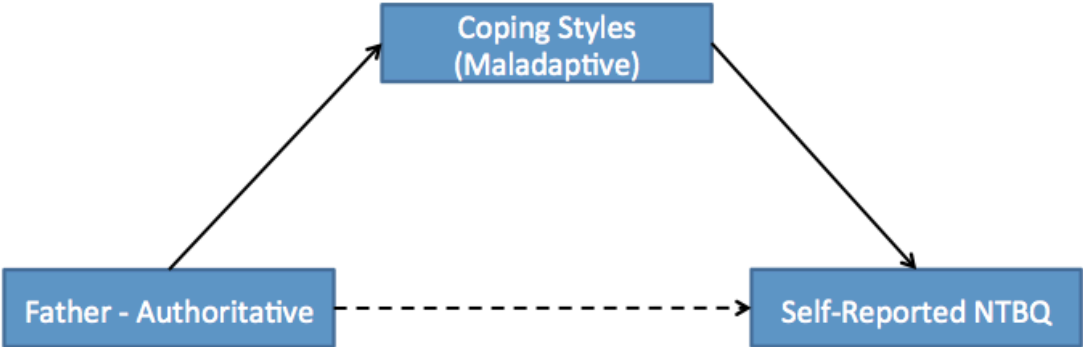 Coping Styles
(Maladaptive)
Father - Authoritative
Self-Reported NTBQ